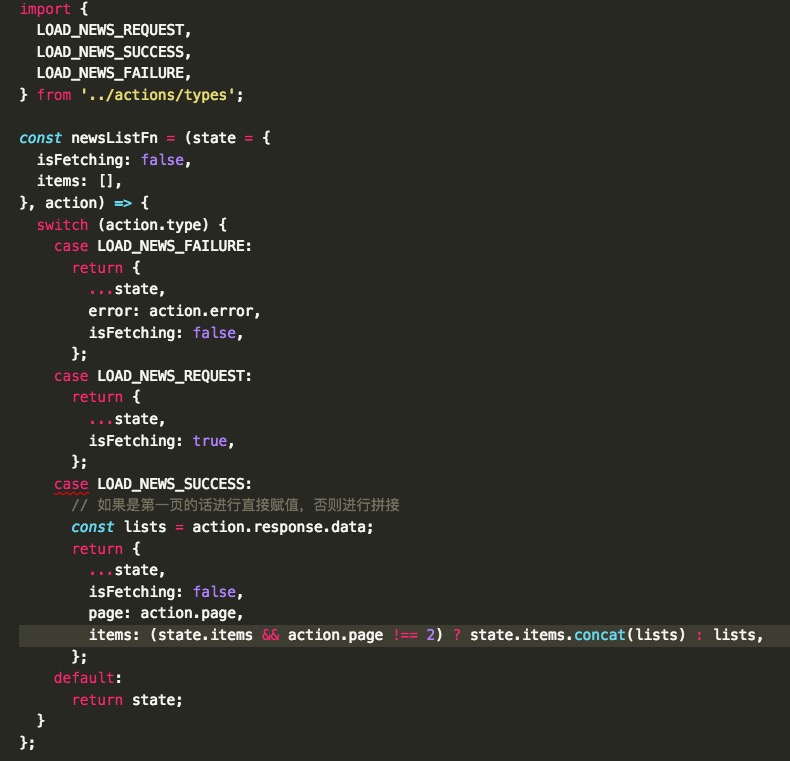 import {
  LOAD_NEWS_REQUEST,
  LOAD_NEWS_SUCCESS,
  LOAD_NEWS_FAILURE,
} from '../actions/types';

const newsListFn = (state = {
  isFetching: false,
  items: [],
}, action) => {
  switch (action.type) {
    case LOAD_NEWS_FAILURE:
      return {
        ...state,
        error: action.error,
        isFetching: false,
      };
    case LOAD_NEWS_REQUEST:
      return {
        ...state,
        isFetching: true,
      };
    case LOAD_NEWS_SUCCESS:
      // 如果是第一页的话进行直接赋值，否则进行拼接
      const lists = action.response.data;
      return {
        ...state,
        isFetching: false,
        page: action.page,
        items: (state.items && action.page !== 2) ? state.items.concat(lists) : lists,
      };
    default:
      return state;
  }
};